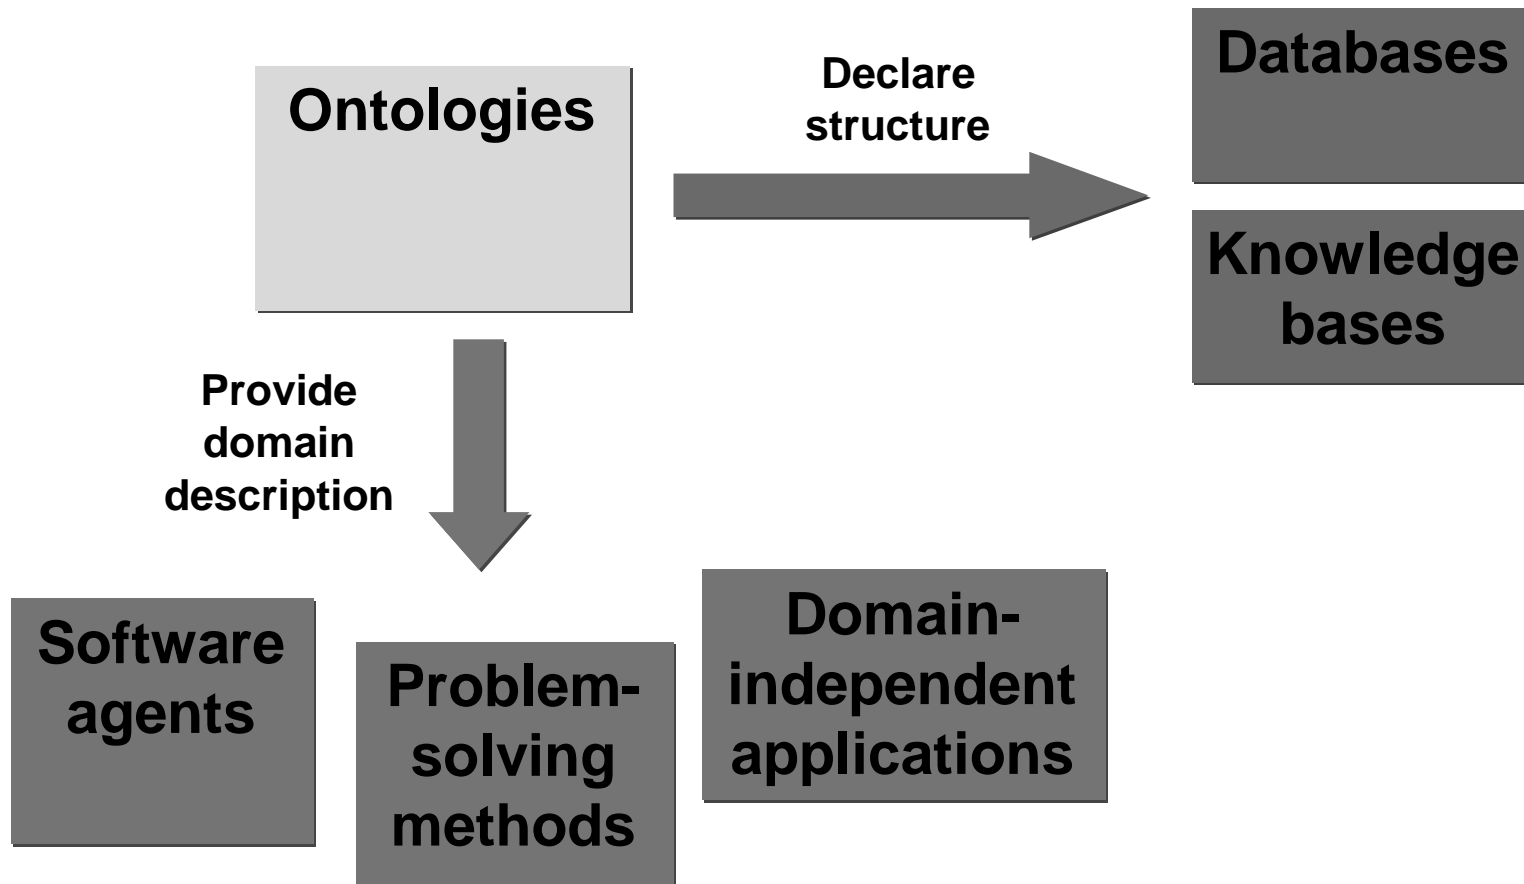 Ontologies
Declare
structure
Databases
Knowledge
bases
Provide
domain
description
Software
agents
Problem-
solving
methods
Domain-
independent
applications